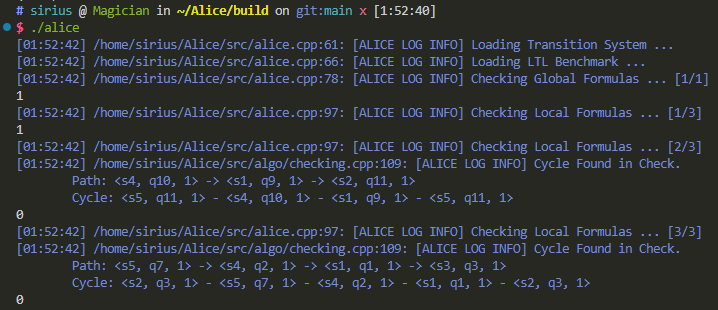 # sirius @ Magician in ~/Alice/build on git:main x [1:52:40]
$ ./alice
[01:52:42] /home/sirius/Alice/src/alice.cpp:61: [ALICE LOG INFO] Loading Transition System ...
[01:52:42] /home/sirius/Alice/src/alice.cpp:66: [ALICE LOG INFO] Loading LTL Benchmark ...
[01:52:42] /home/sirius/Alice/src/alice.cpp:78: [ALICE LOG INFO] Checking Global Formulas ... [1/1]
1
[01:52:42] /home/sirius/Alice/src/alice.cpp:97: [ALICE LOG INFO] Checking Local Formulas ... [1/3]
1
[01:52:42] /home/sirius/Alice/src/alice.cpp:97: [ALICE LOG INFO] Checking Local Formulas ... [2/3]
[01:52:42] /home/sirius/Alice/src/algo/checking.cpp:109: [ALICE LOG INFO] Cycle Found in Check.
Path: <s4, q10, 1> -> <s1, q9, 1> -> <s2, q11, 1>
Cycle: <s5, q11, 1> - <s4, q10, 1> - <s1, q9, 1> - <s5, q11, 1>
0
[01:52:42] /home/sirius/Alice/src/alice.cpp:97: [ALICE LOG INFO] Checking Local Formulas ... [3/3]
[01:52:42] /home/sirius/Alice/src/algo/checking.cpp:109: [ALICE LOG INFO] Cycle Found in Check.
Path: <s5, q7, 1> -> <s4, q2, 1> -> <s1, q1, 1> -> <s3, q3, 1>
Cycle: <s2, q3, 1> - <s5, q7, 1> - <s4, q2, 1> - <s1, q1, 1> - <s2, q3, 1>
0